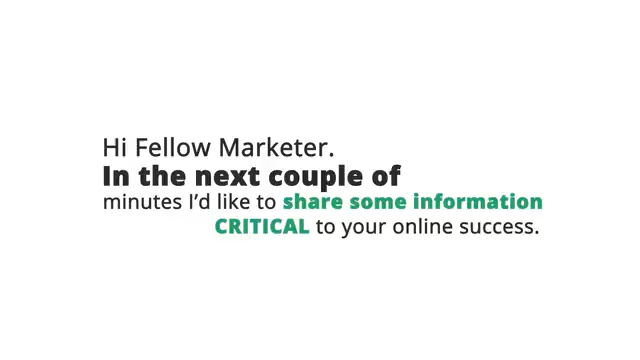 Hi Fellow Marketer.
In the next couple of
minutes I'd like to share some information
CRITICAL to your online success.